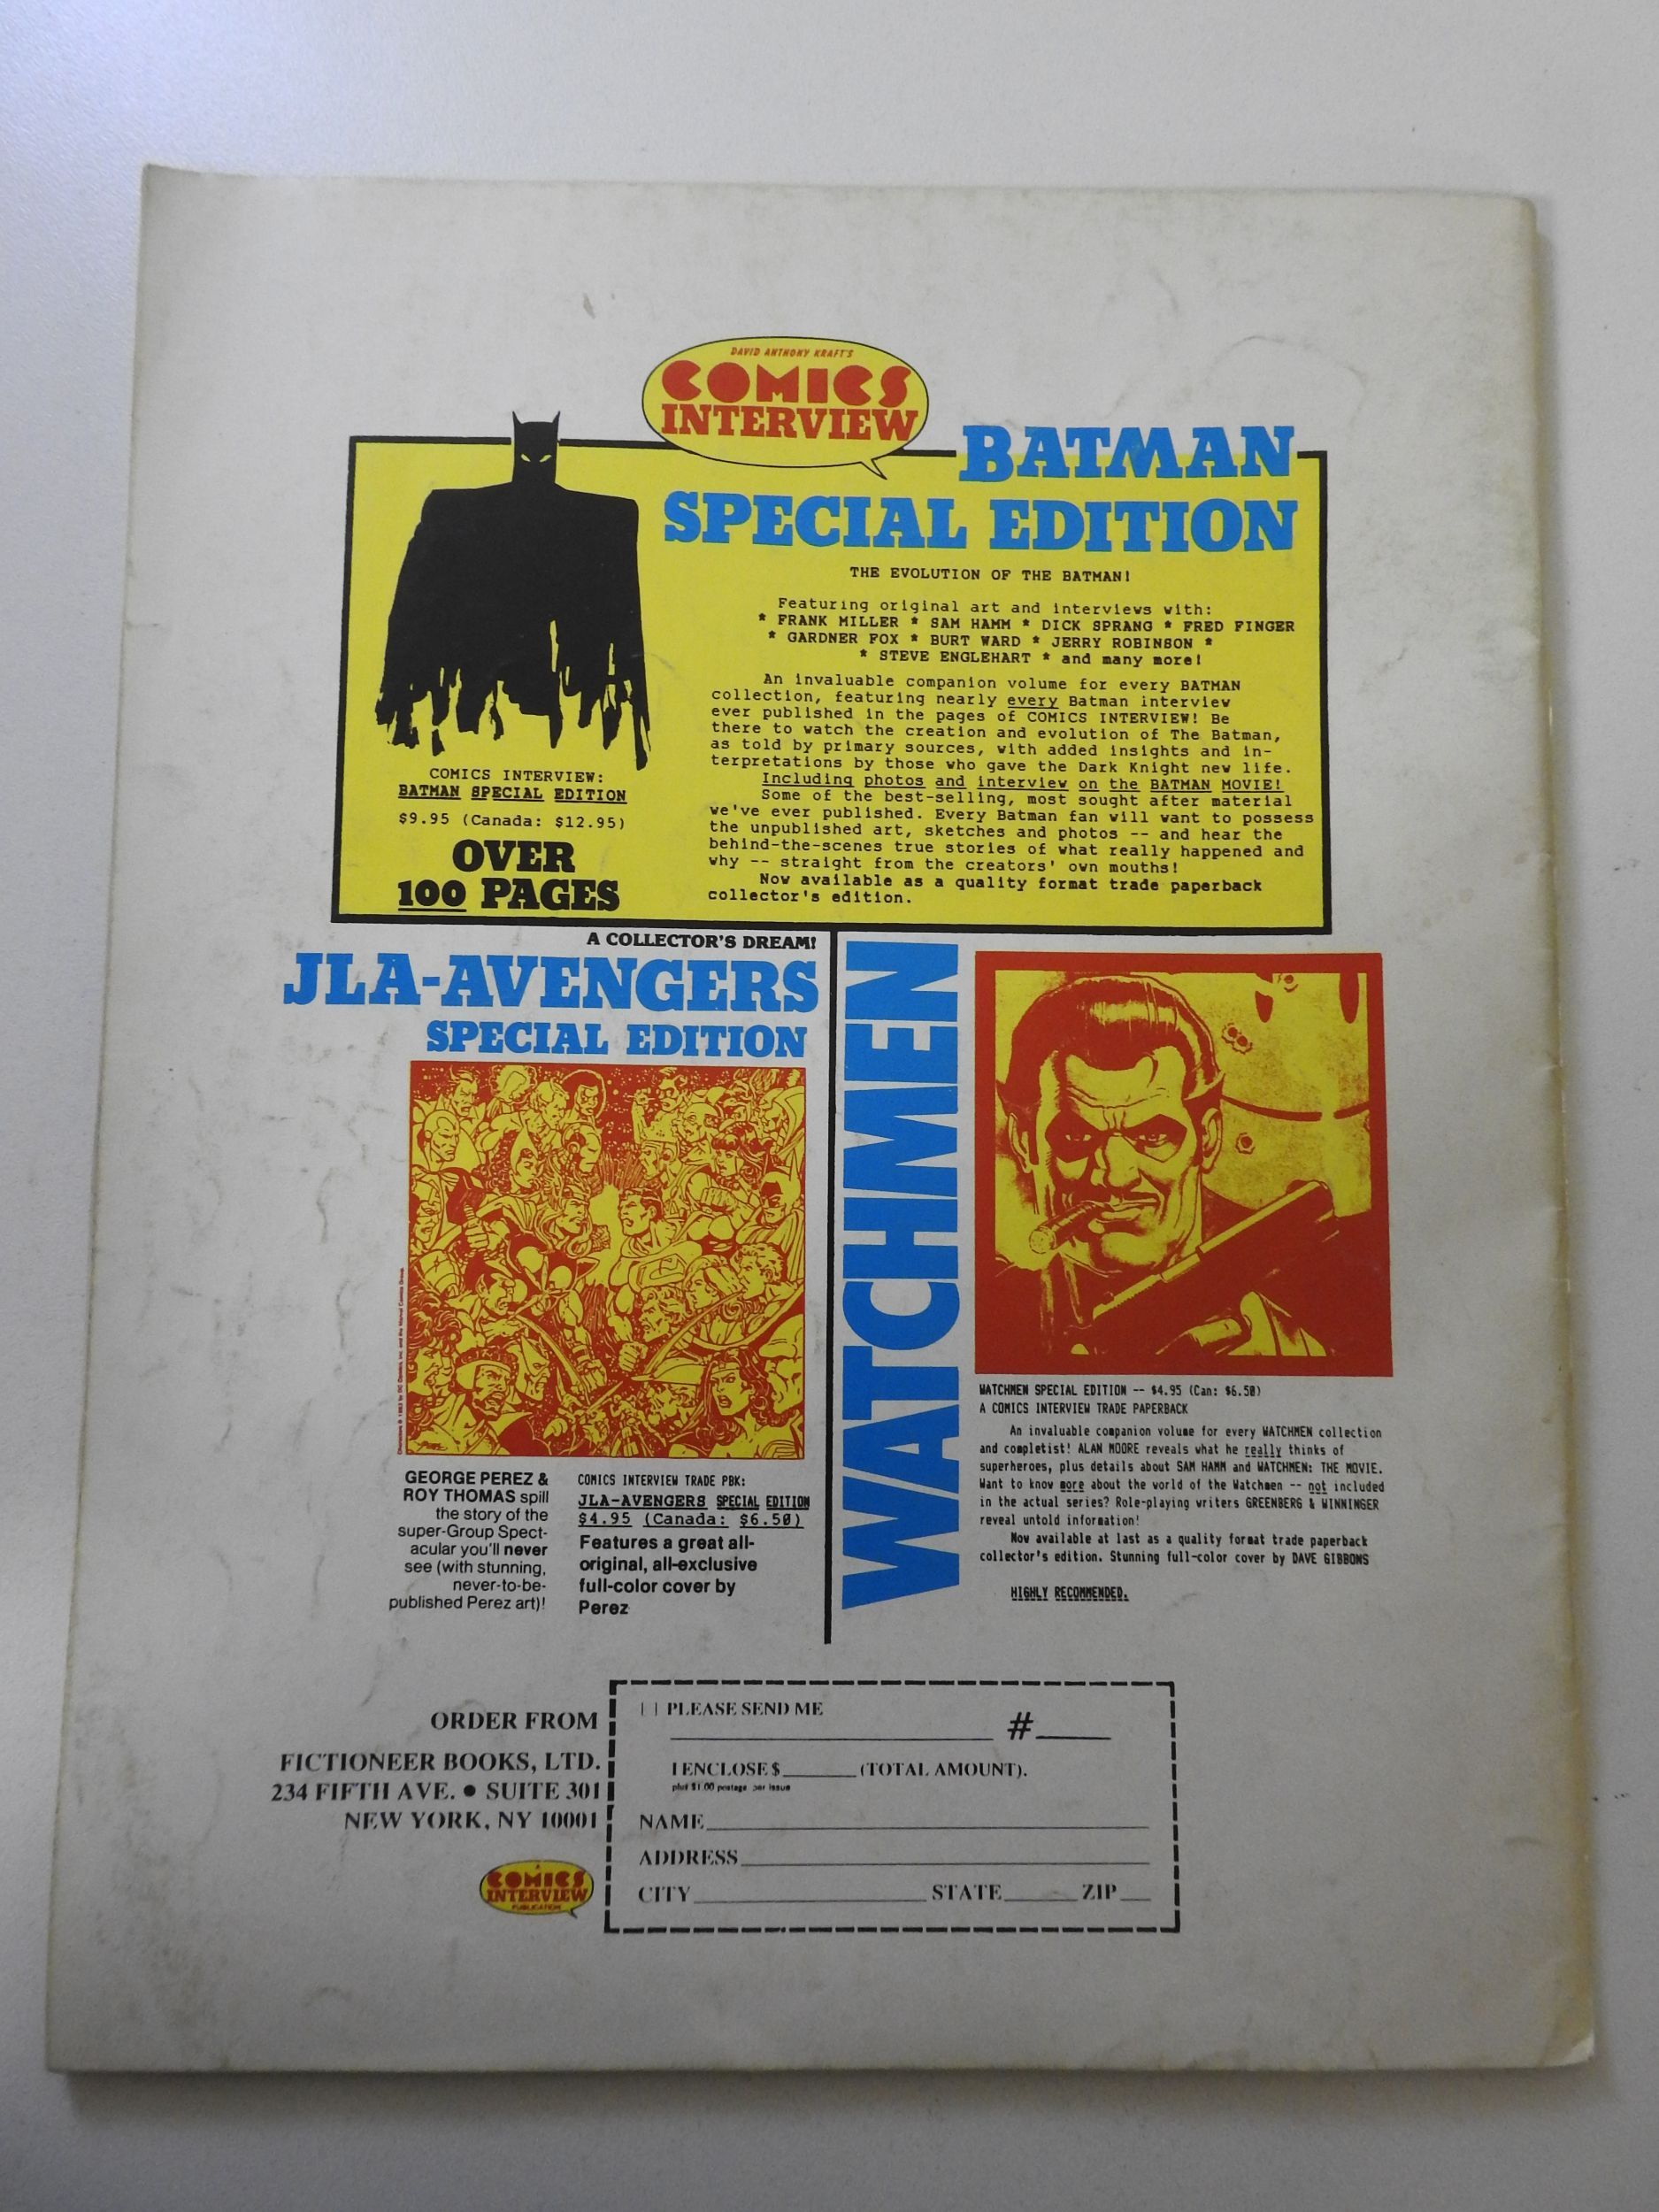 DAVID ANTHONY KRAFT'S
COMICS
INTERVIEW
BATMAN
SPECIAL EDITION
THE EVOLUTION OF THE BATMAN!
Featuring original art and interviews with:
* FRANK MILLER * SAM HAMM * DICK SPRANG * FRED FINGER
* GARDNER FOX * BURT WARD * JERRY ROBINSON *
* STEVE ENGLEHART * and many more!
An invaluable companion volume for every BATMAN
collection, featuring nearly every Batman interview
ever published in the pages of COMICS INTERVIEW! Be
there to watch the creation and evolution of The Batman,
as told by primary sources, with added insights and in-
terpretations by those who gave the Dark Knight new life.
Including photos and interview on the BATMAN MOVIE!
Some of the best-selling, most sought after material
we've ever published. Every Batman fan will want to possess
the unpublished art, sketches and photos -- and hear the
behind-the-scenes true stories of what really happened and
why -- straight from the creators' own mouths!
Now available as a quality format trade paperback
collector's edition.
COMICS INTERVIEW:
BATMAN SPECIAL EDITION
$9.95 (Canada: $12.95)
OVER
100 PAGES
A COLLECTOR'S DREAM!
JLA-AVENGERS
SPECIAL EDITION
GEORGE PEREZ &
ROY THOMAS spill
the story of the
super-Group Spect-
acular you'll never
see (with stunning,
never-to-be-
published Perez art)!
COMICS INTERVIEW TRADE PBK:
JLA-AVENGERS SPECIAL EDITION
$4.95 (Canada: $6.50)
Features a great all-
original, all-exclusive
full-color cover by
Perez
WATCHMEN
WATCHMEN SPECIAL EDITION -- $4.95 (Can: $6.50)
A COMICS INTERVIEW TRADE PAPERBACK
An invaluable companion volume for every WATCHMEN collection
and completist! ALAN MOORE reveals what he really thinks of
superheroes, plus details about SAM HAMM and WATCHMEN: THE MOVIE.
Want to know more about the world of the Watchmen -- not included
in the actual series? Role-playing writers GREENBERG & WINNINGER
reveal untold information!
Now available at last as a quality format trade paperback
collector's edition. Stunning full-color cover by DAVE GIBBONS
HIGHLY RECOMMENDED.
ORDER FROM
FICTIONEER BOOKS, LTD.
234 FIFTH AVE. ● SUITE 301
NEW YORK, NY 10001
A
COMICS
INTERVIEW
PUBLICATION
[ ] PLEASE SEND ME
____________ #____
I ENCLOSE $______(TOTAL AMOUNT).
plus $1.00 postage per issue
NAME____________
ADDRESS____________
CITY____________STATE______ZIP___